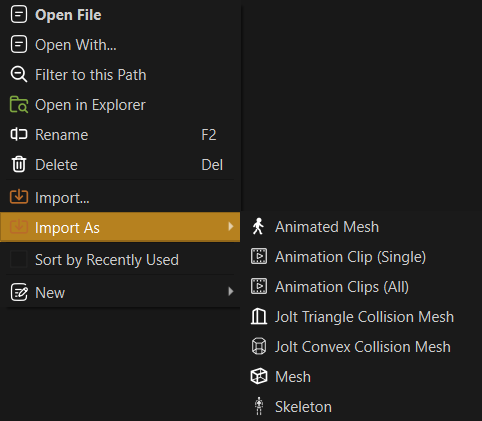 Open File
Open With...
Filter to this Path
Open in Explorer
Rename F2
Delete Del
Import...
Import As
Sort by Recently Used
New
Animated Mesh
Animation Clip (Single)
Animation Clips (All)
Jolt Triangle Collision Mesh
Jolt Convex Collision Mesh
Mesh
Skeleton